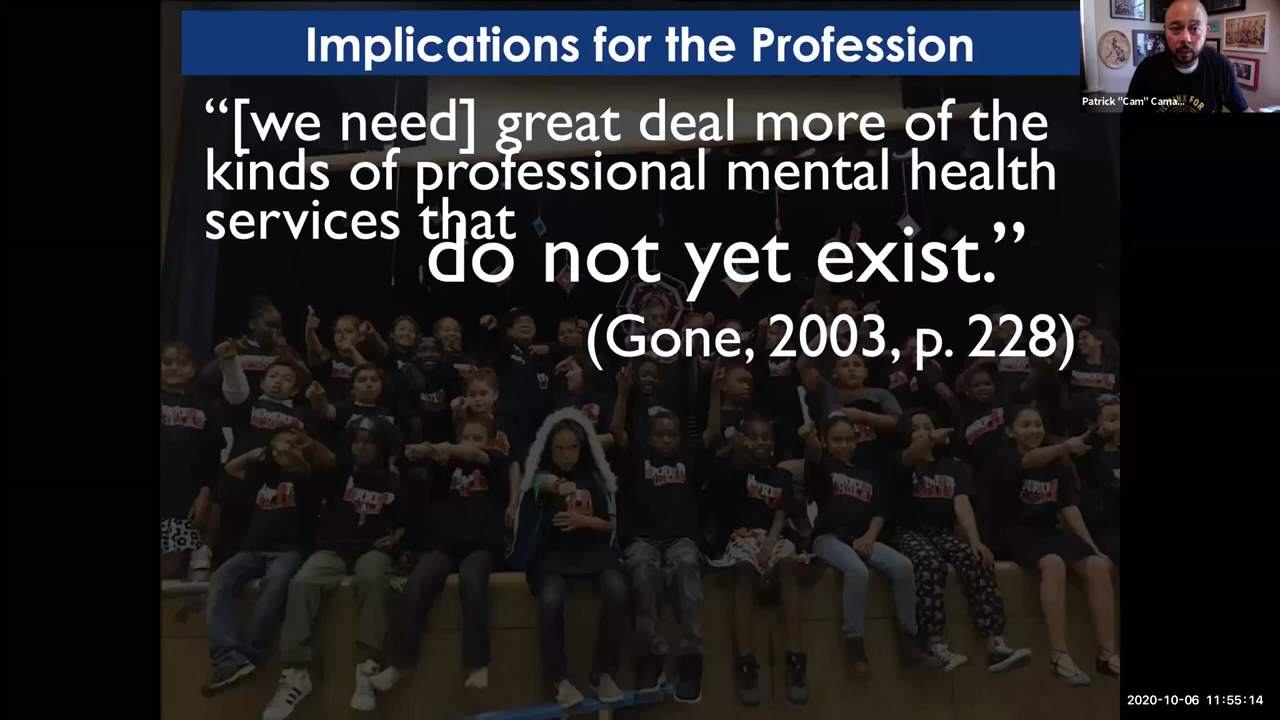 Implications for the Profession
“[we need] great deal more of the
kinds of professional mental health
services that
do not yet exist.”
(Gone, 2003, p. 228)
Patrick "Cam" Cama...
FOR
2020-10-06 11:55:14